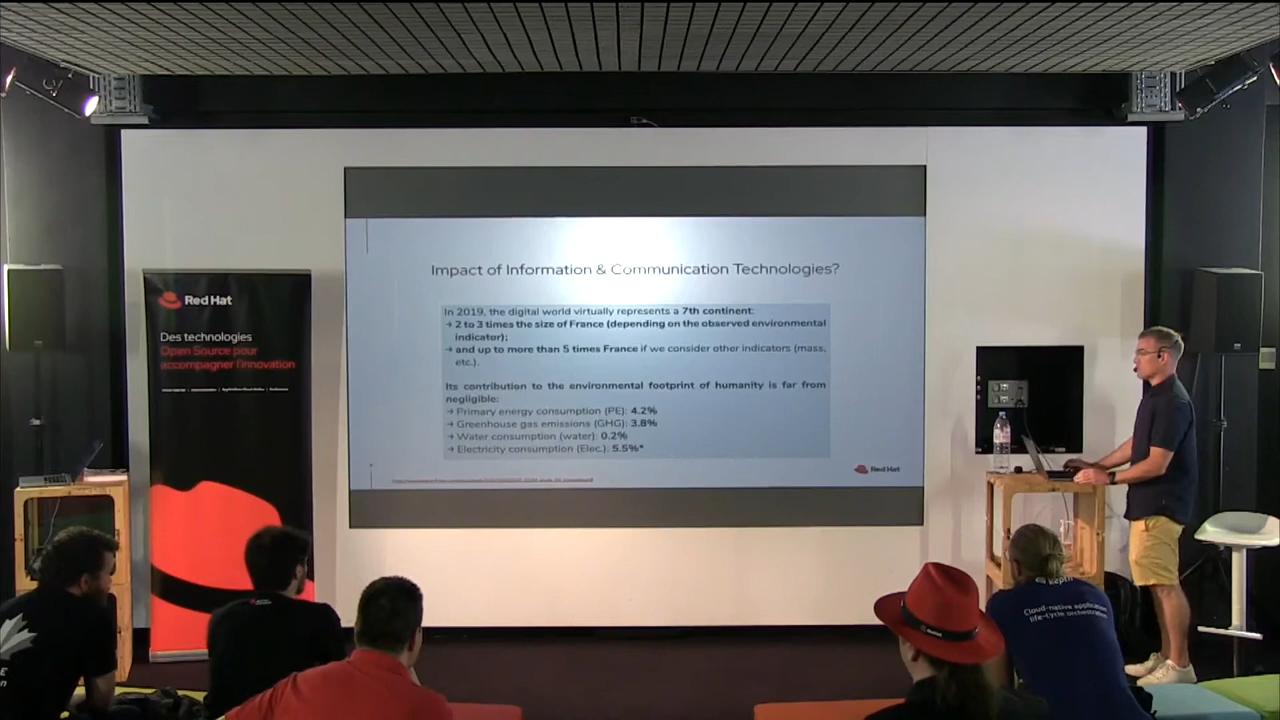 Impact of Information & Communication Technologies?
In 2019, the digital world virtually represents a 7th continent:
→ 2 to 3 times the size of France (depending on the observed environmental
indicator);
→ and up to more than 5 times France if we consider other indicators (mass,
etc.).
Its contribution to the environmental footprint of humanity is far from
negligible:
→ Primary energy consumption (PE): 4.2%
→ Greenhouse gas emissions (GHG): 3.8%
→ Water consumption (water): 0.2%
→ Electricity consumption (Elec.): 5.5%*
Red Hat
Red Hat
Des technologies
Open Source pour
accompagner l'innovation
keptn
Cloud-native application
life-cycle orchestration